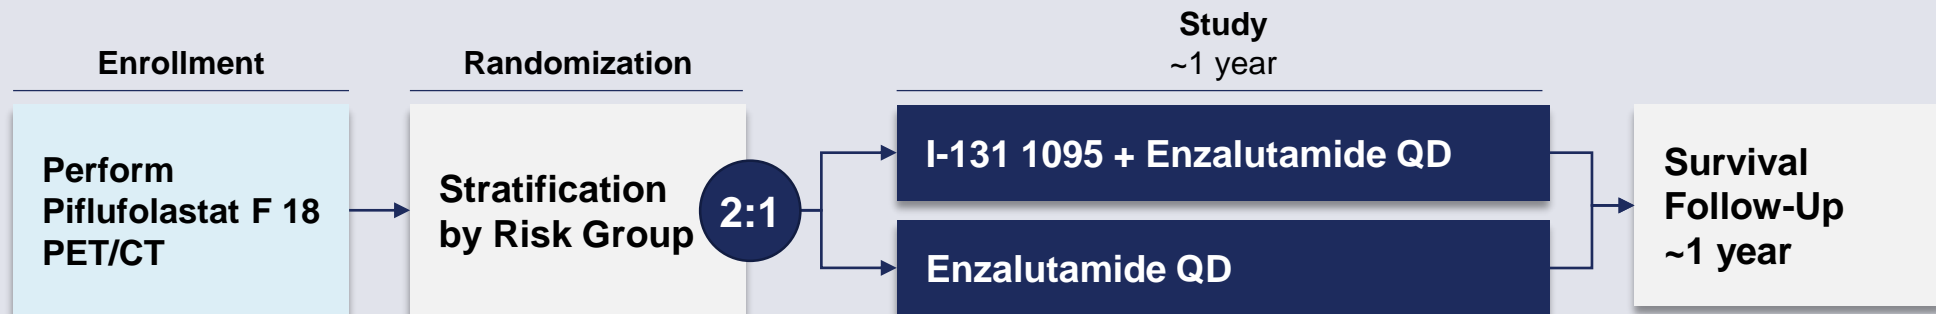 Enrollment
Perform
Piflufolastat F 18
PET/CT
Randomization
Stratification
by Risk Group
2:1
Study
~1 year
I-131 1095 + Enzalutamide QD
Enzalutamide QD
Survival
Follow-Up
~1 year